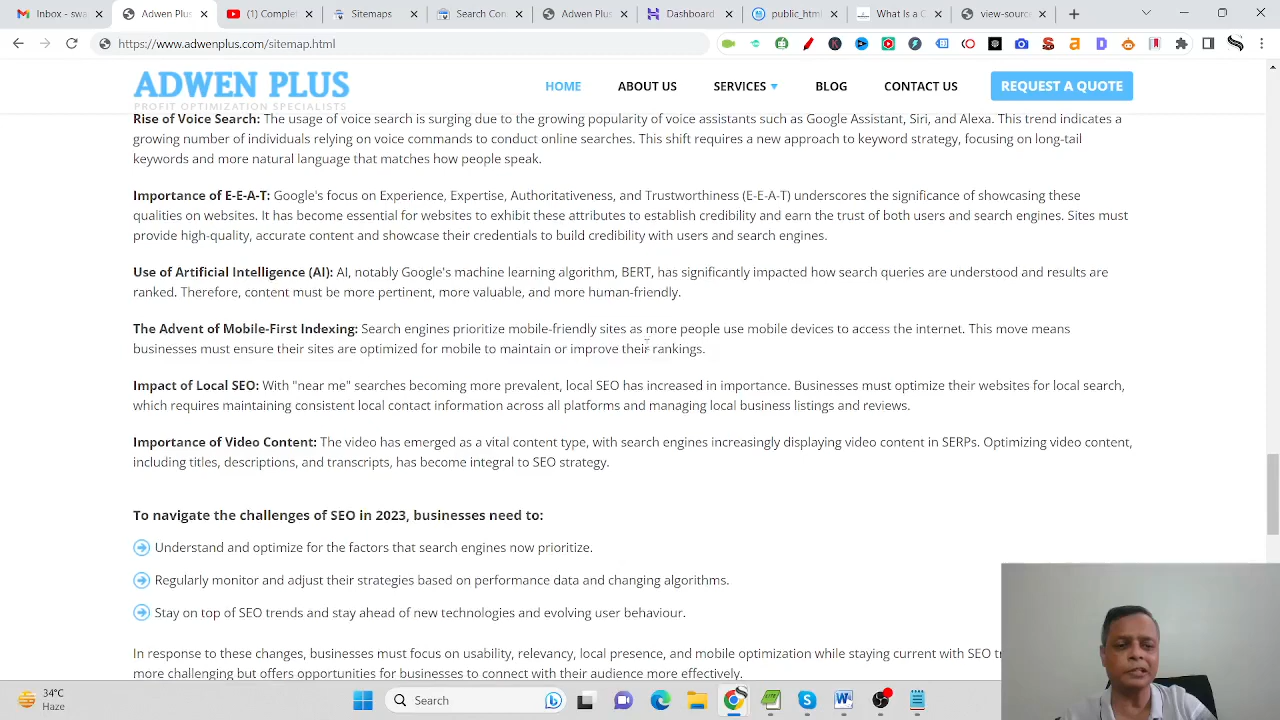 Inbox - swa
Adwen Plus
(1) Complet
Sitemaps
Search Con
Adwen Plus
Dashboard
public_html
What Is a C
view-source
https://www.adwenplus.com/sitemap.html
ADWEN PLUS
PROFIT OPTIMIZATION SPECIALISTS
HOME ABOUT US SERVICES BLOG CONTACT US REQUEST A QUOTE
Rise of Voice Search: The usage of voice search is surging due to the growing popularity of voice assistants such as Google Assistant, Siri, and Alexa. This trend indicates a
growing number of individuals relying on voice commands to conduct online searches. This shift requires a new approach to keyword strategy, focusing on long-tail
keywords and more natural language that matches how people speak.
Importance of E-E-A-T: Google's focus on Experience, Expertise, Authoritativeness, and Trustworthiness (E-E-A-T) underscores the significance of showcasing these
qualities on websites. It has become essential for websites to exhibit these attributes to establish credibility and earn the trust of both users and search engines. Sites must
provide high-quality, accurate content and showcase their credentials to build credibility with users and search engines.
Use of Artificial Intelligence (AI): AI, notably Google's machine learning algorithm, BERT, has significantly impacted how search queries are understood and results are
ranked. Therefore, content must be more pertinent, more valuable, and more human-friendly.
The Advent of Mobile-First Indexing: Search engines prioritize mobile-friendly sites as more people use mobile devices to access the internet. This move means
businesses must ensure their sites are optimized for mobile to maintain or improve their rankings.
Impact of Local SEO: With "near me" searches becoming more prevalent, local SEO has increased in importance. Businesses must optimize their websites for local search,
which requires maintaining consistent local contact information across all platforms and managing local business listings and reviews.
Importance of Video Content: The video has emerged as a vital content type, with search engines increasingly displaying video content in SERPs. Optimizing video content,
including titles, descriptions, and transcripts, has become integral to SEO strategy.
To navigate the challenges of SEO in 2023, businesses need to:
Understand and optimize for the factors that search engines now prioritize.
Regularly monitor and adjust their strategies based on performance data and changing algorithms.
Stay on top of SEO trends and stay ahead of new technologies and evolving user behaviour.
In response to these changes, businesses must focus on usability, relevancy, local presence, and mobile optimization while staying current with SEO
more challenging but offers opportunities for businesses to connect with their audience more effectively.
34°C
Haze
Search